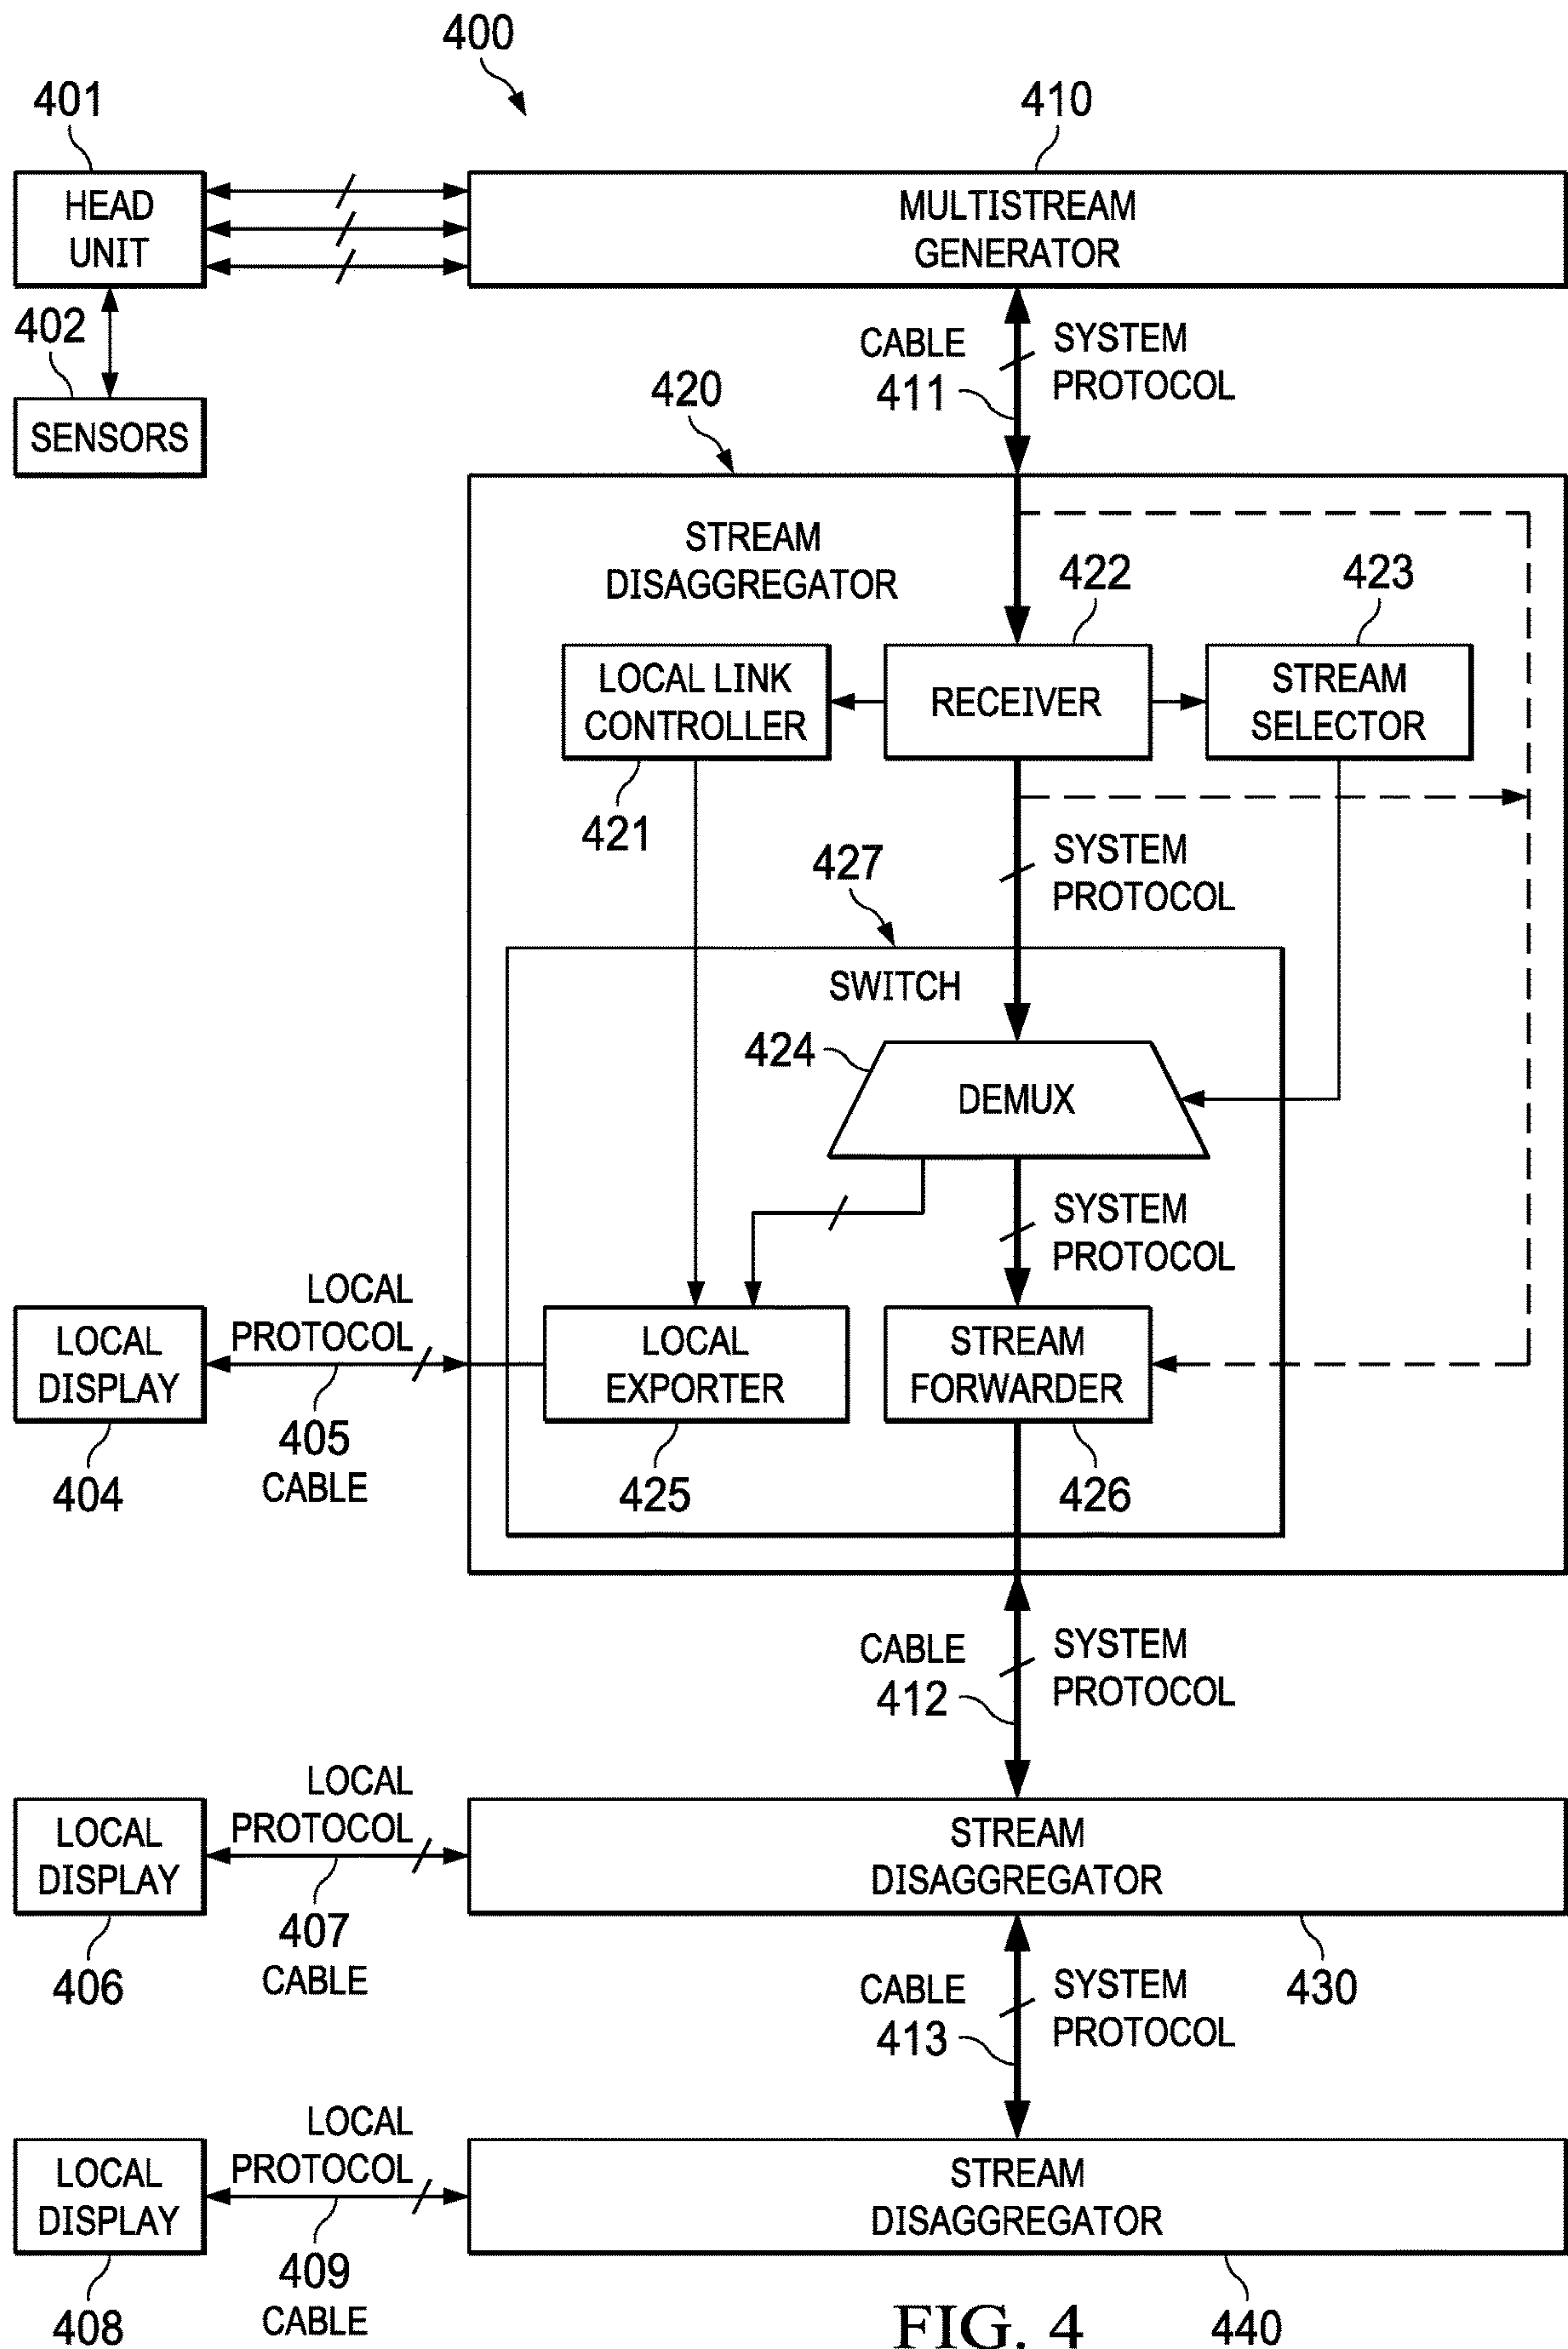 400
401
410
HEAD
UNIT
MULTISTREAM
GENERATOR
402
SENSORS
CABLE
411
SYSTEM
PROTOCOL
420
STREAM
DISAGGREGATOR
422
423
LOCAL LINK
CONTROLLER
RECEIVER
STREAM
SELECTOR
421
427
SYSTEM
PROTOCOL
SWITCH
424
DEMUX
SYSTEM
PROTOCOL
LOCAL
PROTOCOL
LOCAL
DISPLAY
LOCAL
EXPORTER
STREAM
FORWARDER
404
405
CABLE
425
426
CABLE
412
SYSTEM
PROTOCOL
LOCAL
PROTOCOL
LOCAL
DISPLAY
STREAM
DISAGGREGATOR
406
407
CABLE
430
CABLE
413
SYSTEM
PROTOCOL
LOCAL
PROTOCOL
LOCAL
DISPLAY
STREAM
DISAGGREGATOR
408
409
CABLE
440
FIG. 4